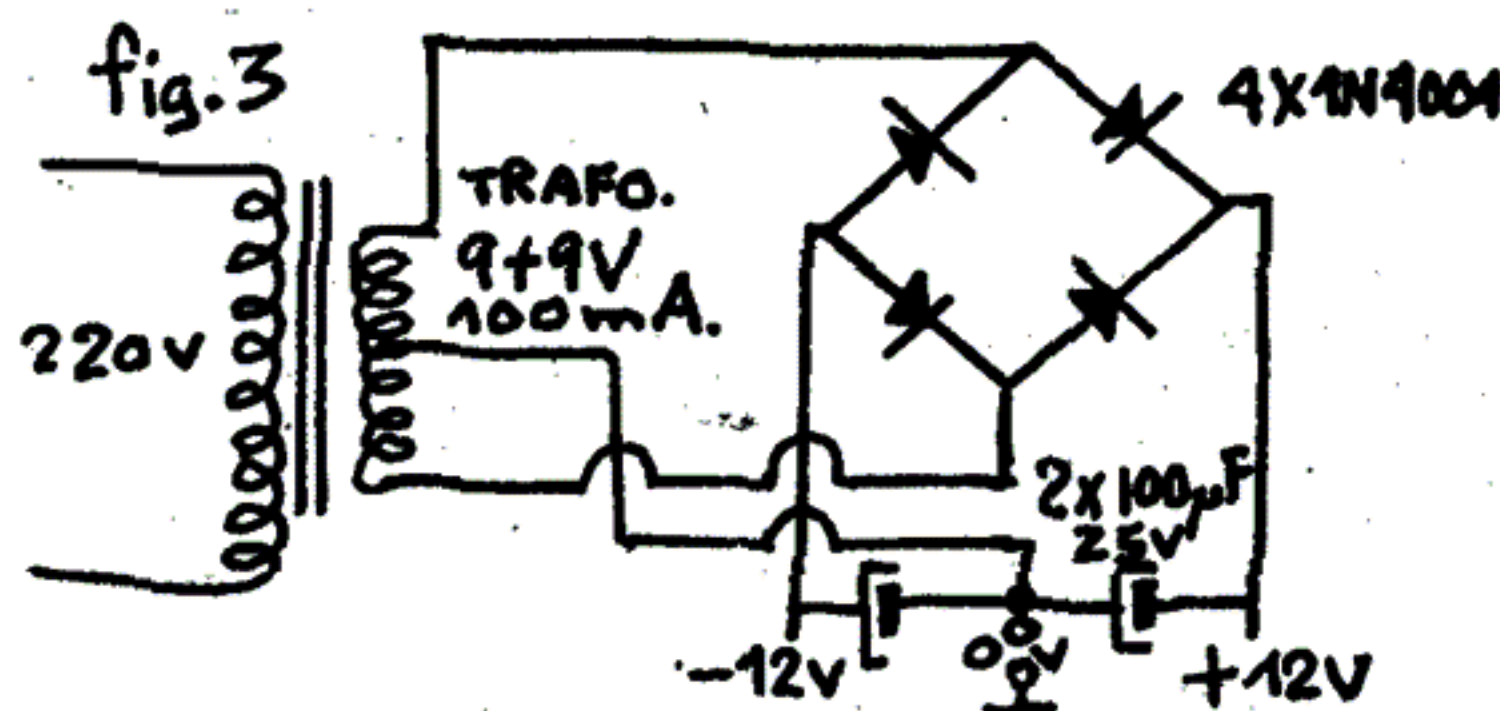 fig.3
4X1N4001
TRAFO.
9+9V
100mA.
220v
2x100µF
25v
-12v
0v
+12V